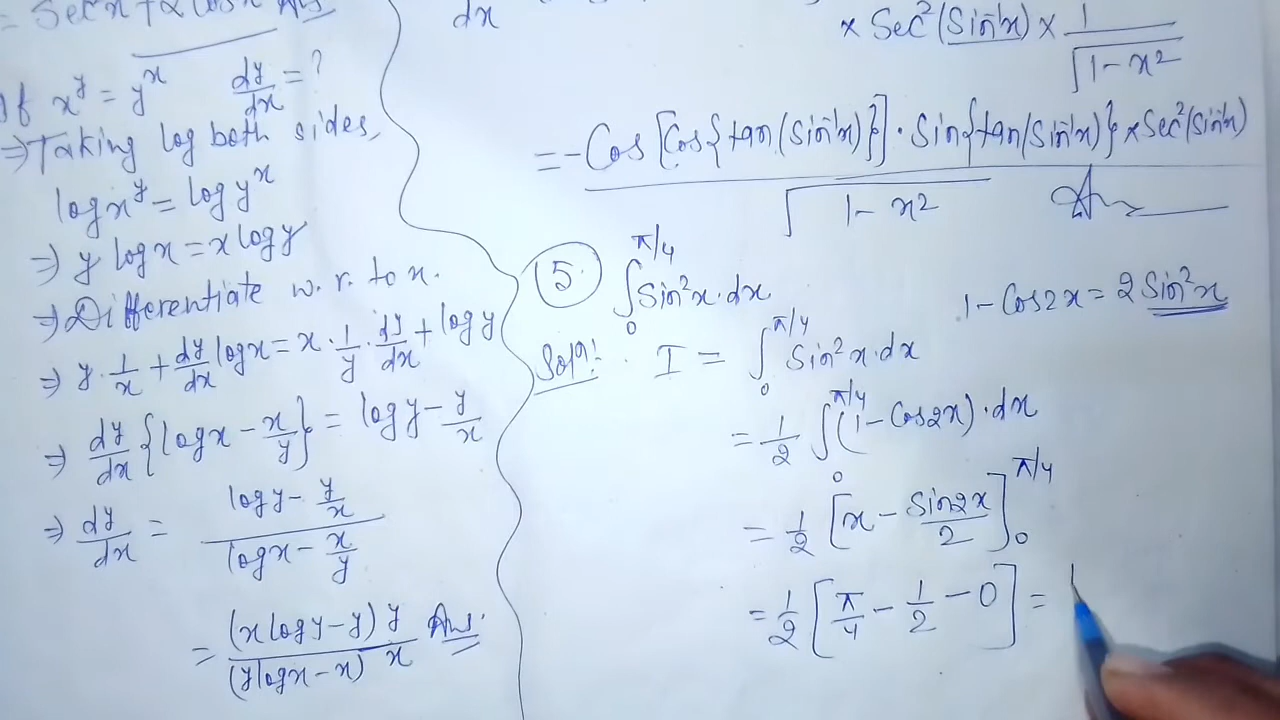 = Sec²x + 2
If x^y = y^x dy/dx = ?
⇒ Taking log both sides,
log x^y = log y^x
⇒ y log x = x log y
⇒ Differentiate w. r. to x.
⇒ y · 1/x + dy/dx log x = x · 1/y · dy/dx + log y
⇒ dy/dx {log x − x/y} = log y − y/x
⇒ dy/dx = (log y − y/x)/(log x − x/y)
= (x log y − y) y/(y log x − x) x Ans.
dx
× Sec²(Sin⁻¹x) × 1/√(1 − x²)
= −Cos[Cos{tan(Sin⁻¹x)}] · Sin{tan(Sin⁻¹x)} × Sec²(Sin⁻¹x)/√(1 − x²)
5. ∫₀^(π/4) Sin²x · dx
1 − Cos2x = 2 Sin²x
Solⁿ: I = ∫₀^(π/4) Sin²x · dx
= 1/2 ∫₀^(π/4) (1 − Cos2x) · dx
= 1/2 [x − Sin2x/2]₀^(π/4)
= 1/2 [π/4 − 1/2 − 0] =